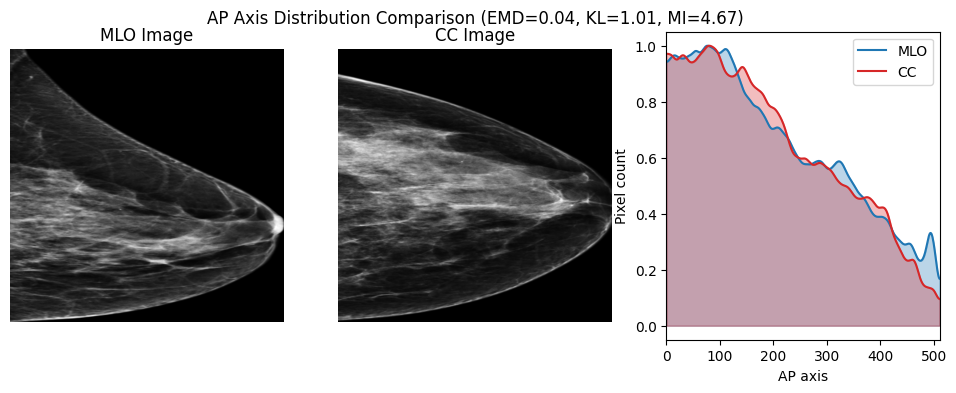 AP Axis Distribution Comparison (EMD=0.04, KL=1.01, MI=4.67)
MLO Image
CC Image
MLO
CC
Pixel count
1.0
0.8
0.6
0.4
0.2
0.0
0 100 200 300 400 500
AP axis